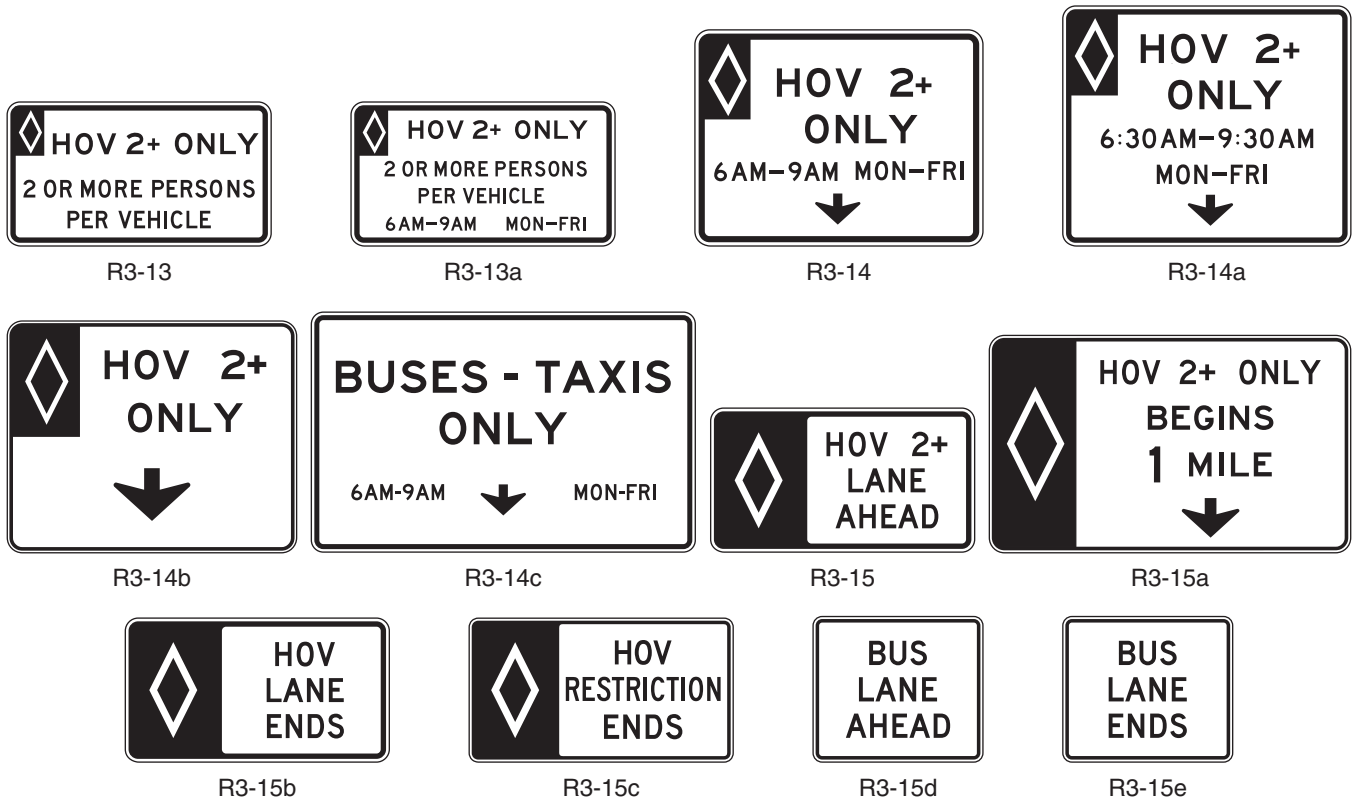 HOV 2+ ONLY
2 OR MORE PERSONS
PER VEHICLE
R3-13
HOV 2+ ONLY
2 OR MORE PERSONS
PER VEHICLE
6AM–9AM MON–FRI
R3-13a
HOV 2+
ONLY
6AM–9AM MON–FRI
R3-14
HOV 2+
ONLY
6:30AM–9:30AM
MON–FRI
R3-14a
HOV 2+
ONLY
R3-14b
BUSES - TAXIS
ONLY
6AM-9AM MON-FRI
R3-14c
HOV 2+
LANE
AHEAD
R3-15
HOV 2+ ONLY
BEGINS
1 MILE
R3-15a
HOV
LANE
ENDS
R3-15b
HOV
RESTRICTION
ENDS
R3-15c
BUS
LANE
AHEAD
R3-15d
BUS
LANE
ENDS
R3-15e